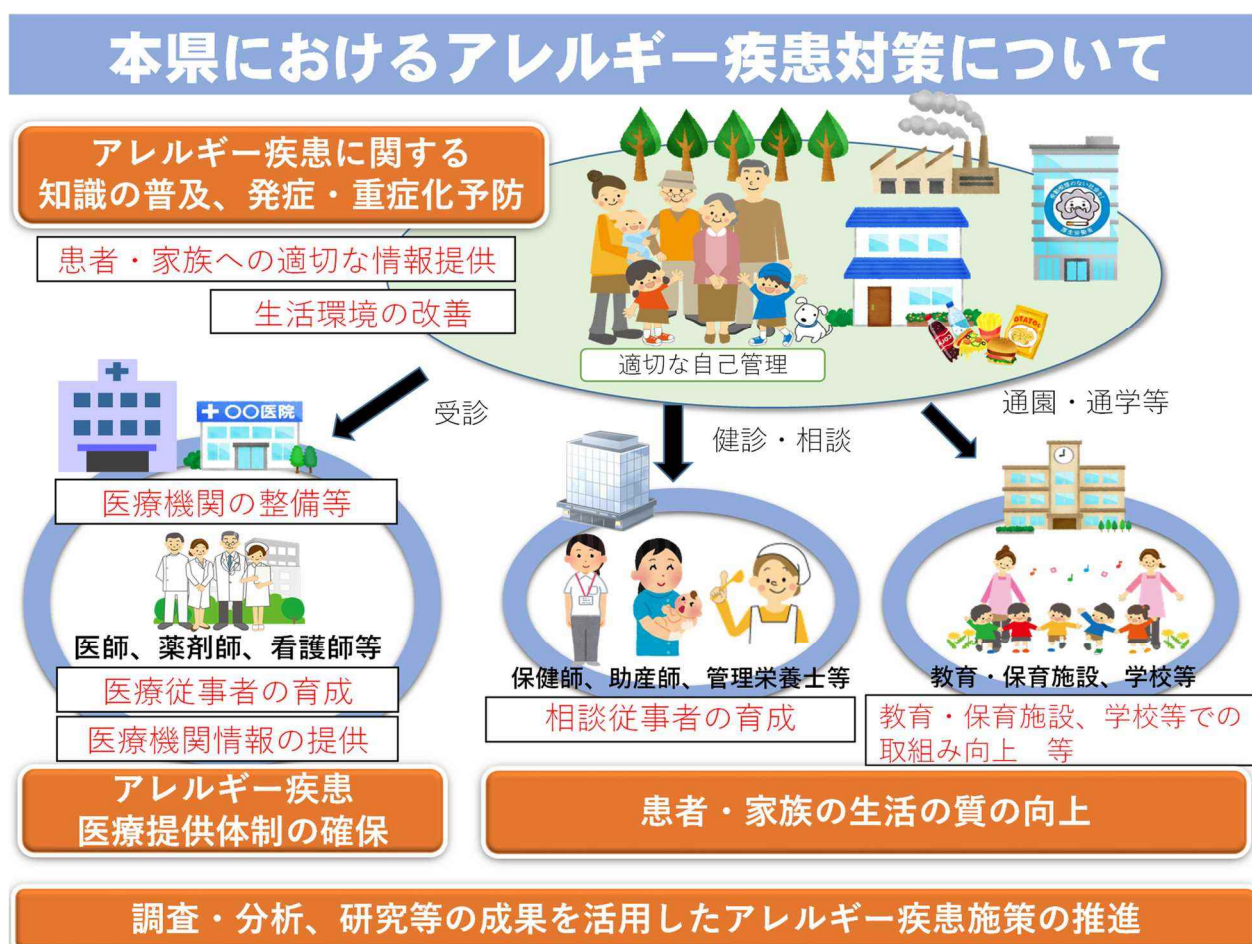 本県におけるアレルギー疾患対策について
アレルギー疾患に関する
知識の普及、発症・重症化予防
患者・家族への適切な情報提供
生活環境の改善
適切な自己管理
受診
健診・相談
通園・通学等
○○医院
医療機関の整備等
医師、薬剤師、看護師等
医療従事者の育成
医療機関情報の提供
保健師、助産師、管理栄養士等
相談従事者の育成
教育・保育施設、学校等
教育・保育施設、学校等での
取組み向上　等
アレルギー疾患
医療提供体制の確保
患者・家族の生活の質の向上
調査・分析、研究等の成果を活用したアレルギー疾患施策の推進